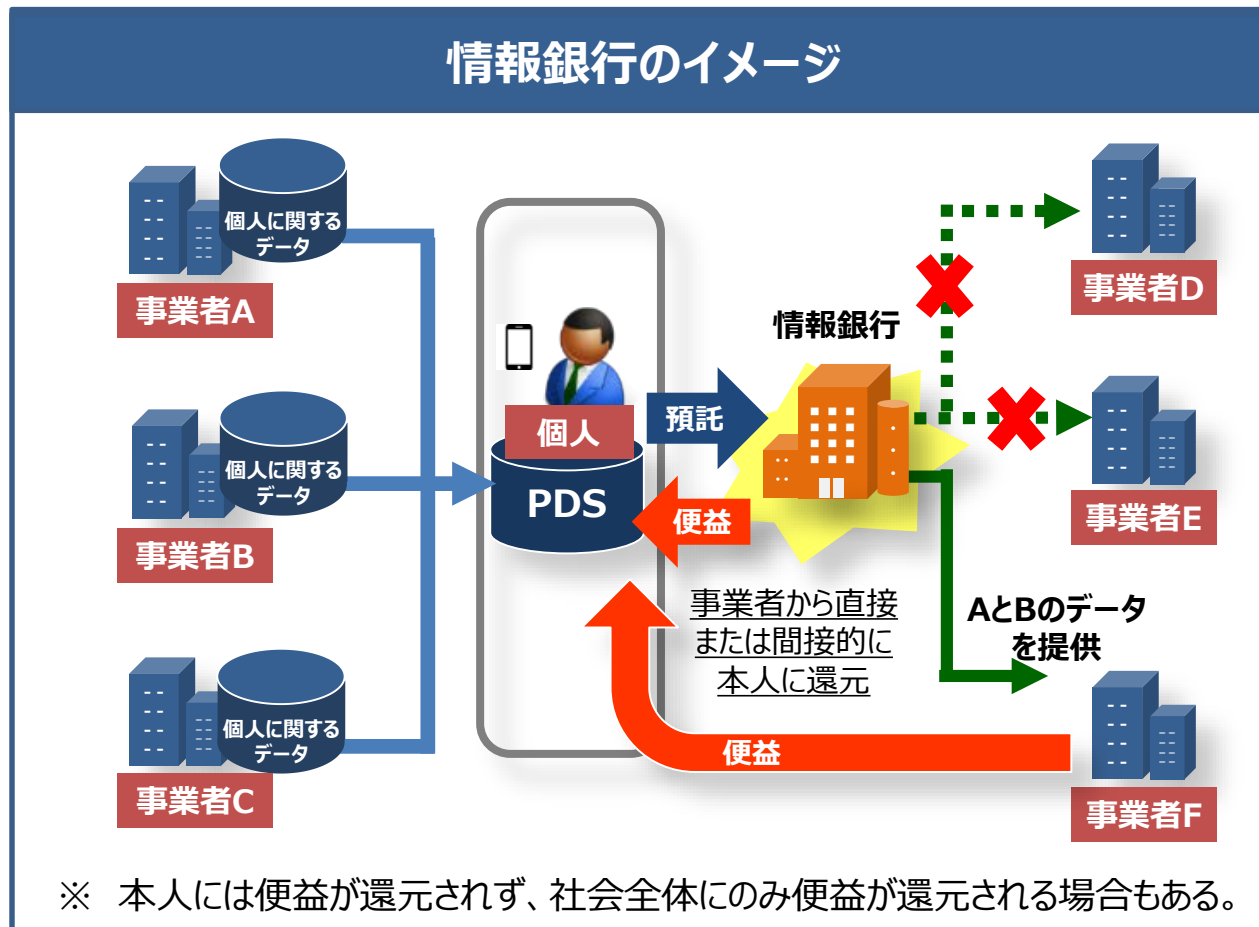 情報銀行のイメージ
個人に関する
データ
事業者A
個人に関する
データ
事業者B
個人に関する
データ
事業者C
個人
PDS
預託
便益
情報銀行
事業者から直接
または間接的に
本人に還元
便益
AとBのデータ
を提供
事業者D
事業者E
事業者F
※ 本人には便益が還元されず、社会全体にのみ便益が還元される場合もある。